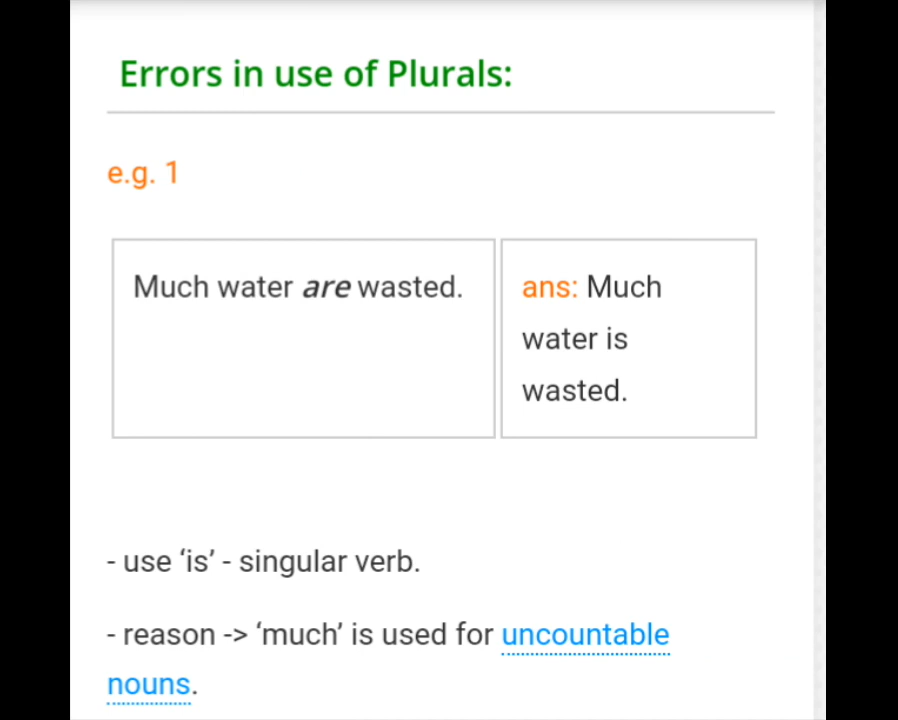 Errors in use of Plurals:
e.g. 1
Much water are wasted.
ans: Much
water is
wasted.
- use ‘is’ - singular verb.
- reason -> ‘much’ is used for uncountable
nouns.